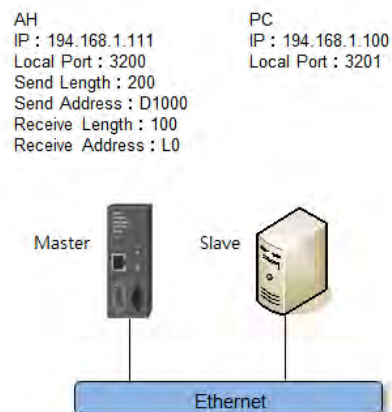 AH
IP : 194.168.1.111
Local Port : 3200
Send Length : 200
Send Address : D1000
Receive Length : 100
Receive Address : L0
PC
IP : 194.168.1.100
Local Port : 3201
Master
Slave
Ethernet